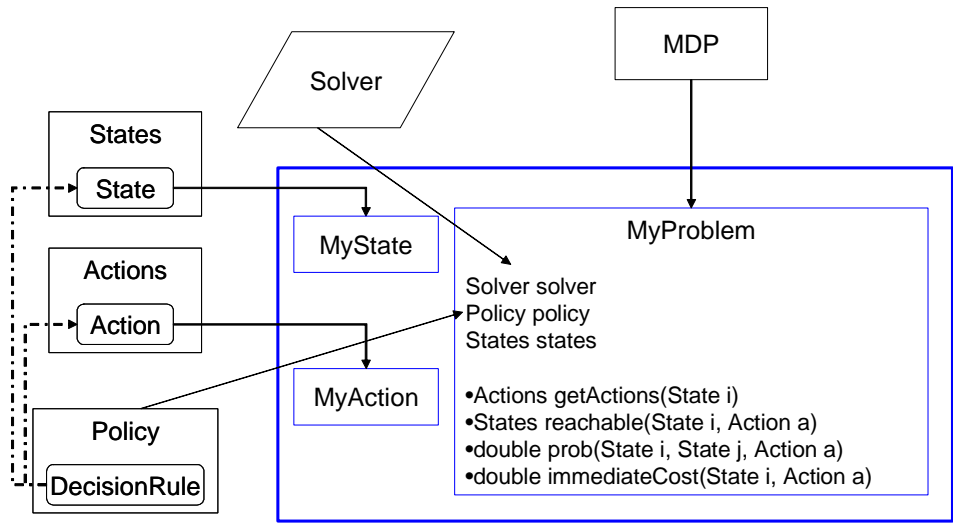 MDP
Solver
States
State
MyState
MyProblem
Actions
Action
Solver solver
Policy policy
States states
MyAction
•Actions getActions(State i)
•States reachable(State i, Action a)
•double prob(State i, State j, Action a)
•double immediateCost(State i, Action a)
Policy
DecisionRule